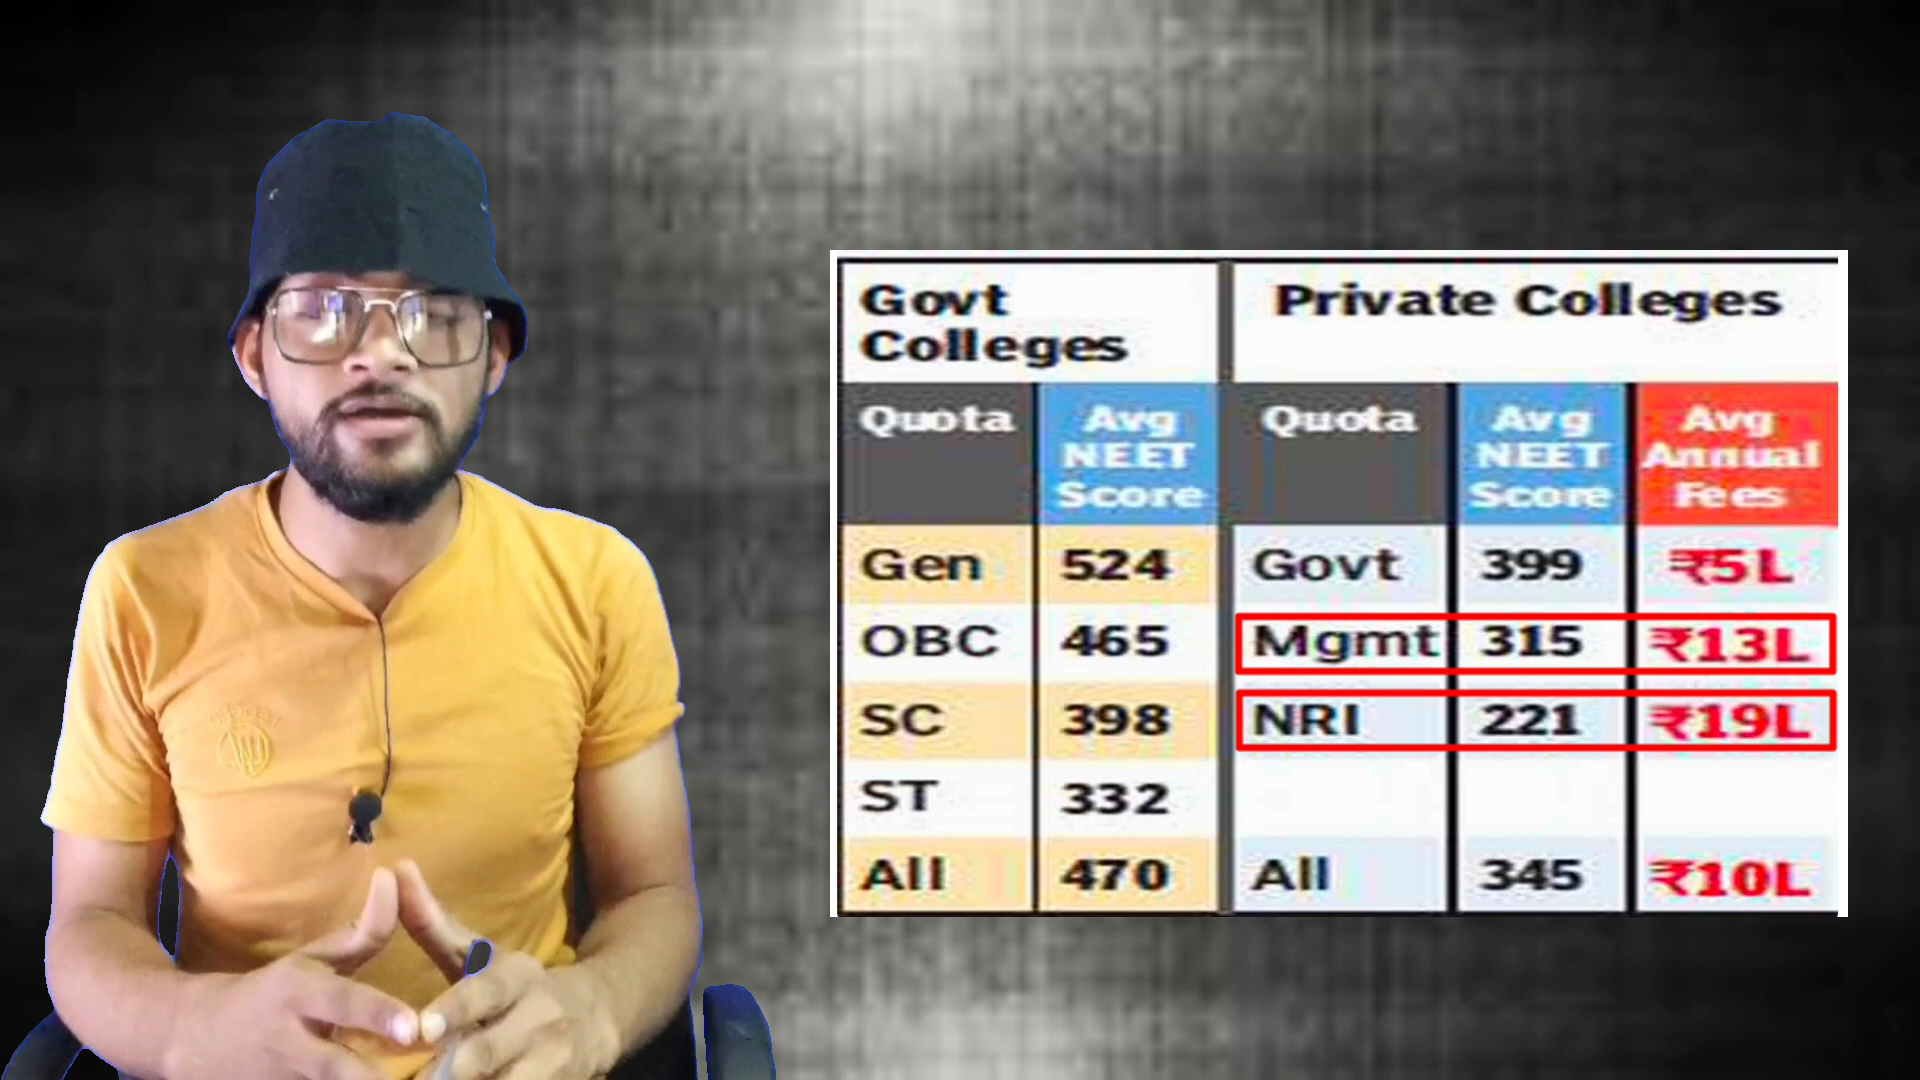 Govt
Colleges
Private Colleges
Quota
Avg
NEET
Score
Quota
Avg
NEET
Score
Avg
Annual
Fees
Gen 524 Govt 399 ₹5L
OBC 465 Mgmt 315 ₹13L
SC 398 NRI 221 ₹19L
ST 332
All 470 All 345 ₹10L